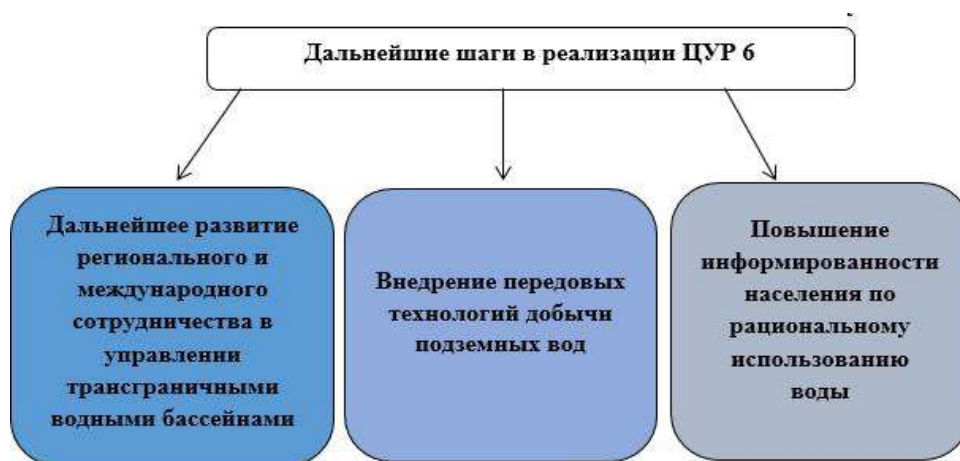 Дальнейшие шаги в реализации ЦУР 6
Дальнейшее развитие
регионального и
международного
сотрудничества в
управлении
трансграничными
водными бассейнами
Внедрение передовых
технологий добычи
подземных вод
Повышение
информированности
населения по
рациональному
использованию
воды